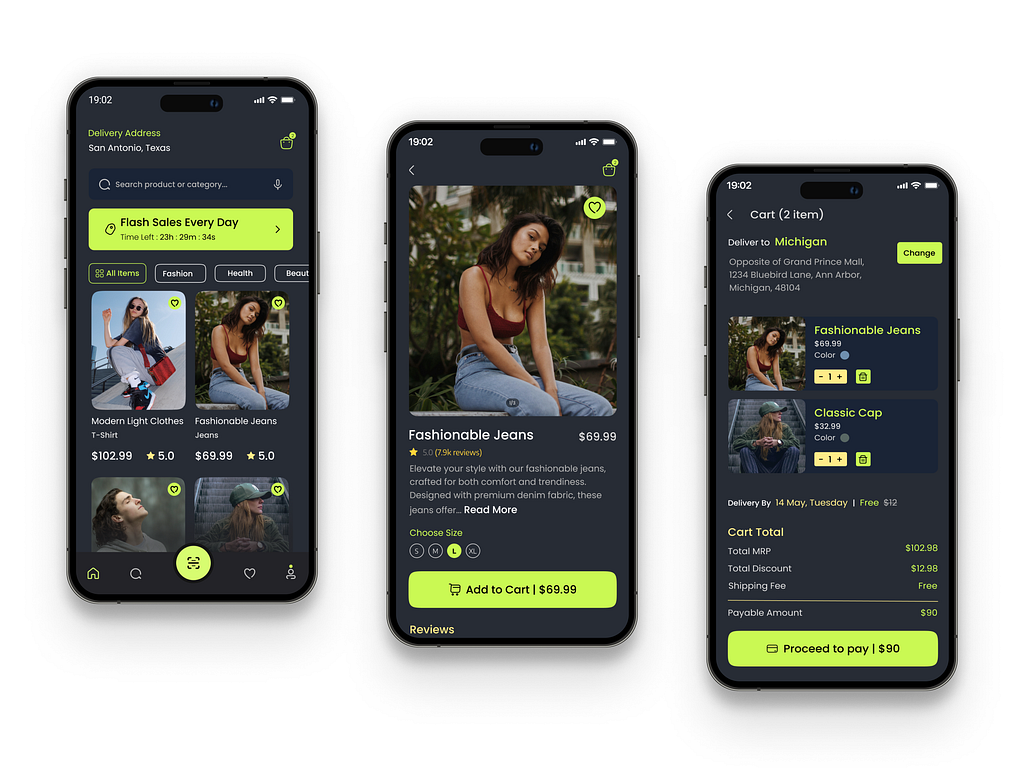 19:02
Delivery Address
San Antonio, Texas
2
Search product or category...
Flash Sales Every Day
Time Left : 23h : 29m : 34s
All Items
Fashion
Health
Beaut
Modern Light Clothes
T-Shirt
$102.99
5.0
Fashionable Jeans
Jeans
$69.99
5.0
19:02
2
Fashionable Jeans
$69.99
5.0 (7.9k reviews)
Elevate your style with our fashionable jeans,
crafted for both comfort and trendiness.
Designed with premium denim fabric, these
jeans offer... Read More
Choose Size
S
M
L
XL
Add to Cart | $69.99
Reviews
19:02
Cart (2 item)
Deliver to Michigan
Change
Opposite of Grand Prince Mall,
1234 Bluebird Lane, Ann Arbor,
Michigan, 48104
Fashionable Jeans
$69.99
Color
- 1 +
Classic Cap
$32.99
Color
- 1 +
Delivery By 14 May, Tuesday | Free $12
Cart Total
Total MRP $102.98
Total Discount $12.98
Shipping Fee Free
Payable Amount $90
Proceed to pay | $90